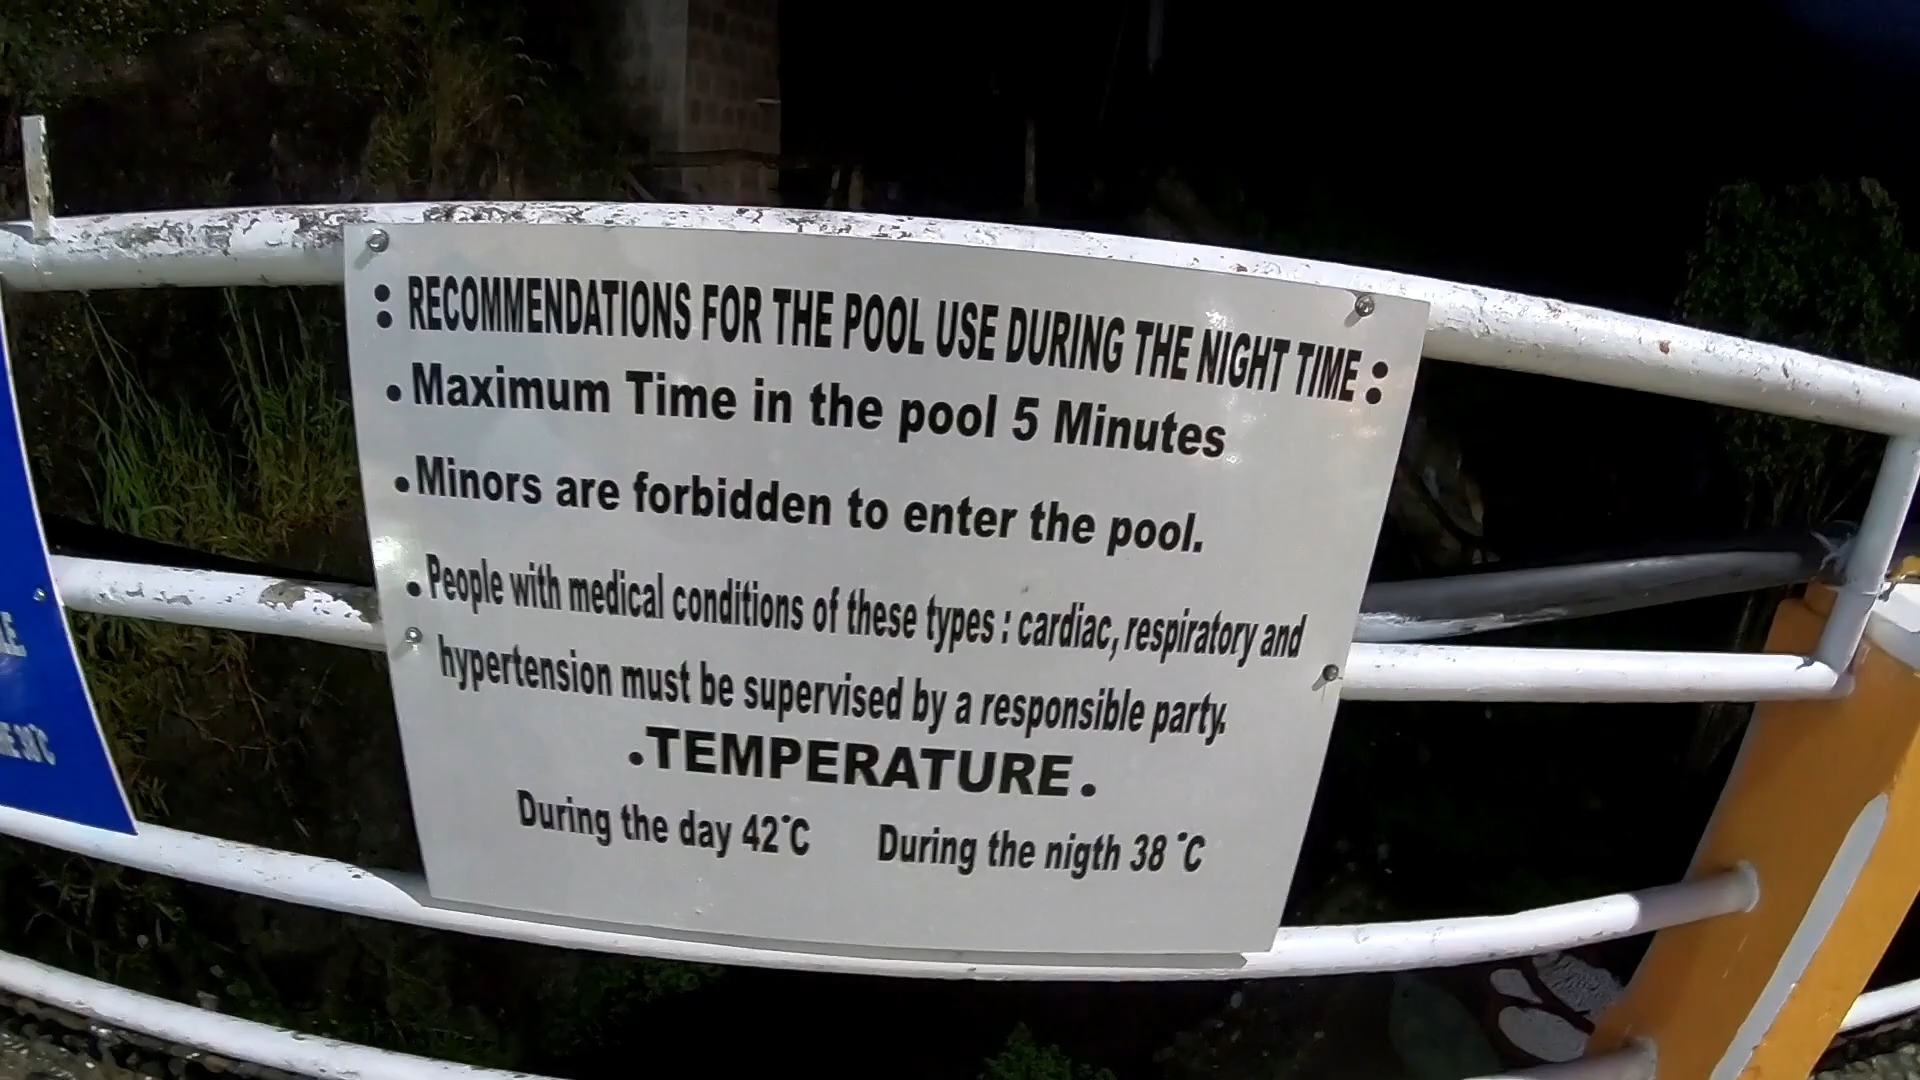 : RECOMMENDATIONS FOR THE POOL USE DURING THE NIGHT TIME :
• Maximum Time in the pool 5 Minutes
• Minors are forbidden to enter the pool.
• People with medical conditions of these types : cardiac, respiratory and
hypertension must be supervised by a responsible party.
• TEMPERATURE •
During the day 42°C During the nigth 38 °C